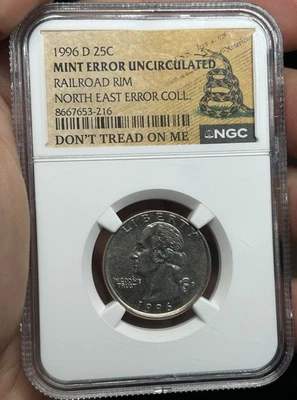 1996 D 25C
MINT ERROR UNCIRCULATED
RAILROAD RIM
NORTH EAST ERROR COLL.
8667653-216
NGC
DON'T TREAD ON ME
LIBERTY
IN GOD WE
TRUST
D
1996